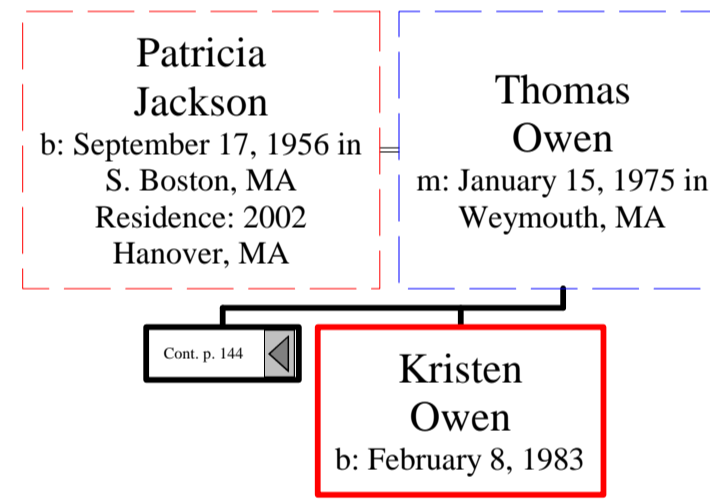 Patricia
Jackson
b: September 17, 1956 in
S. Boston, MA
Residence: 2002
Hanover, MA
Thomas
Owen
m: January 15, 1975 in
Weymouth, MA
Cont. p. 144
Kristen
Owen
b: February 8, 1983